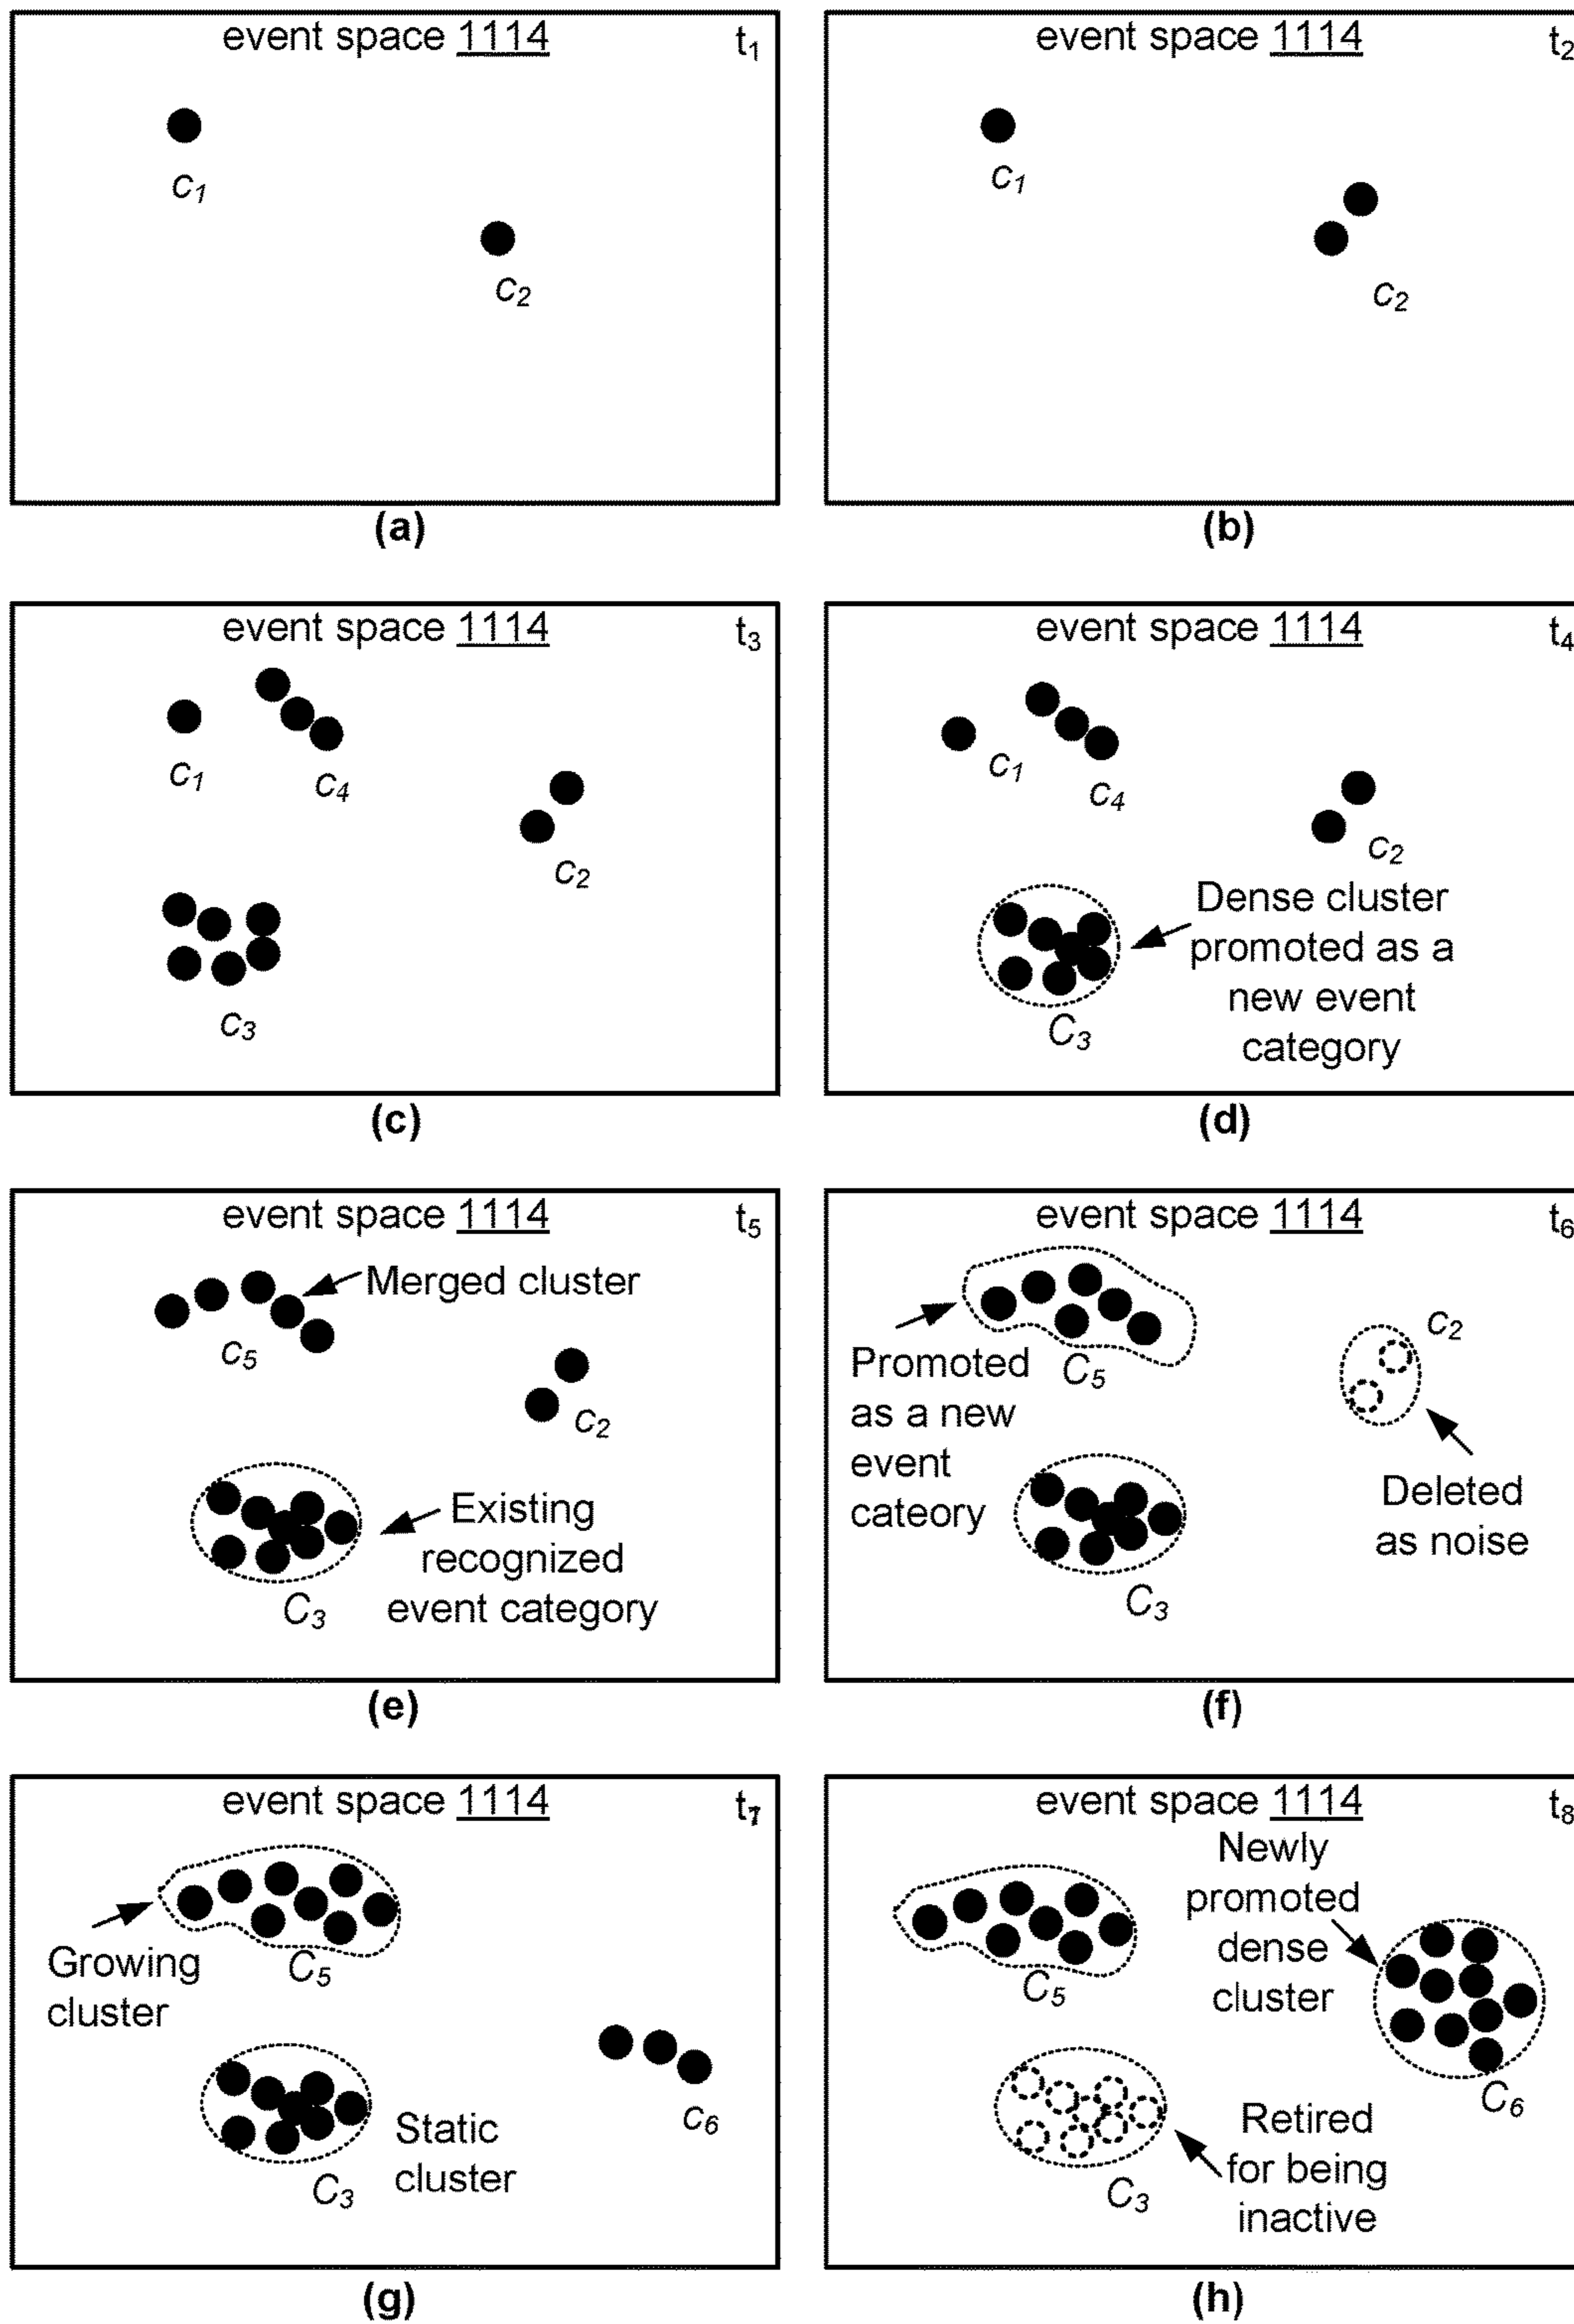 event space 1114 t1
c1
c2
(a)
event space 1114 t2
c1
c2
(b)
event space 1114 t3
c1
c4
c2
c3
(c)
event space 1114 t4
c1
c4
c2
Dense cluster
promoted as a
new event
category
C3
(d)
event space 1114 t5
Merged cluster
c5
c2
Existing
recognized
event category
C3
(e)
event space 1114 t6
c2
Promoted
as a new
event
cateory
C5
Deleted
as noise
C3
(f)
event space 1114 t7
Growing
cluster
C5
c6
Static
cluster
C3
(g)
event space 1114 t8
Newly
promoted
dense
cluster
C5
C6
Retired
for being
inactive
C3
(h)